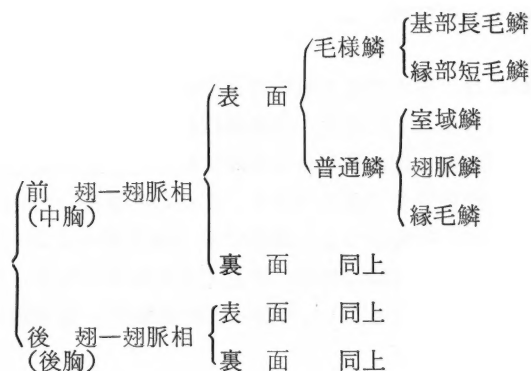 基部長毛鱗
毛様鱗
縁部短毛鱗
表 面
室域鱗
普通鱗
翅脈鱗
縁毛鱗
前 翅—翅脈相
(中胸)
裏 面 同上
表 面 同上
後 翅—翅脈相
(後胸)
裏 面 同上